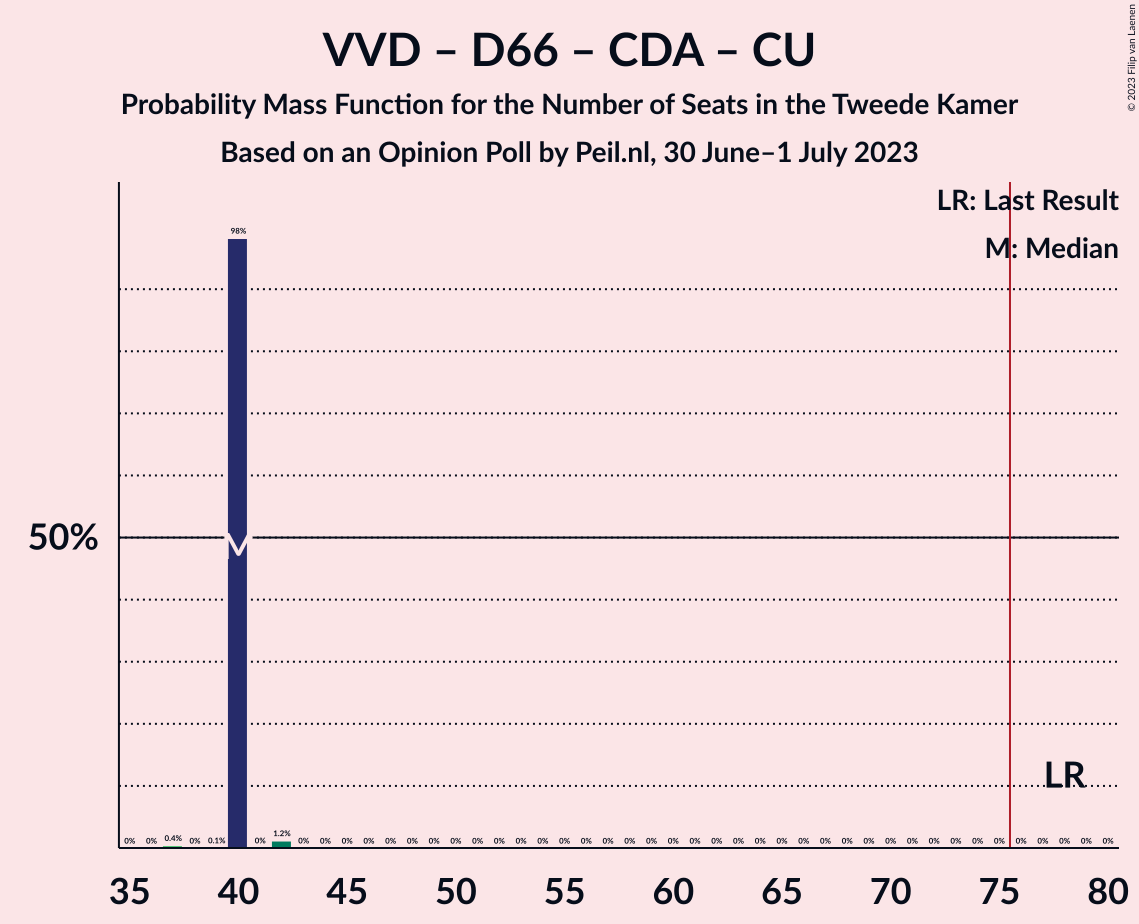 VVD – D66 – CDA – CU
Probability Mass Function for the Number of Seats in the Tweede Kamer
Based on an Opinion Poll by Peil.nl, 30 June–1 July 2023
© 2023 Filip van Laenen
LR: Last Result
M: Median
98%
50%
M
LR
0% 0% 0.4% 0% 0.1% 0% 1.2% 0% 0% 0% 0% 0% 0% 0% 0% 0% 0% 0% 0% 0% 0% 0% 0% 0% 0% 0% 0% 0% 0% 0% 0% 0% 0% 0% 0% 0% 0% 0% 0% 0% 0% 0% 0% 0% 0%
35 40 45 50 55 60 65 70 75 80